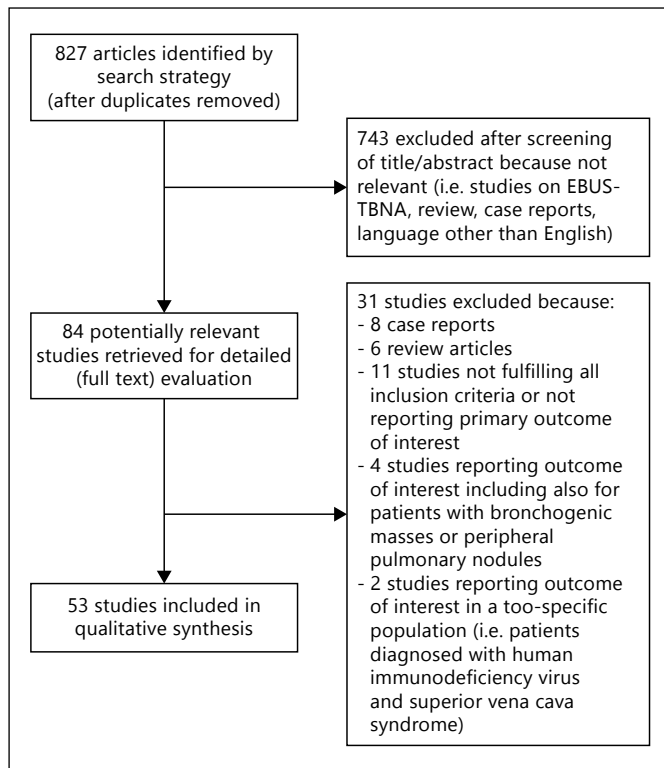 827 articles identified by
search strategy
(after duplicates removed)
743 excluded after screening
of title/abstract because not
relevant (i.e. studies on EBUS-
TBNA, review, case reports,
language other than English)
84 potentially relevant
studies retrieved for detailed
(full text) evaluation
31 studies excluded because:
- 8 case reports
- 6 review articles
- 11 studies not fulfilling all
inclusion criteria or not
reporting primary outcome
of interest
- 4 studies reporting outcome
of interest including also for
patients with bronchogenic
masses or peripheral
pulmonary nodules
- 2 studies reporting outcome
of interest in a too-specific
population (i.e. patients
diagnosed with human
immunodeficiency virus
and superior vena cava
syndrome)
53 studies included in
qualitative synthesis